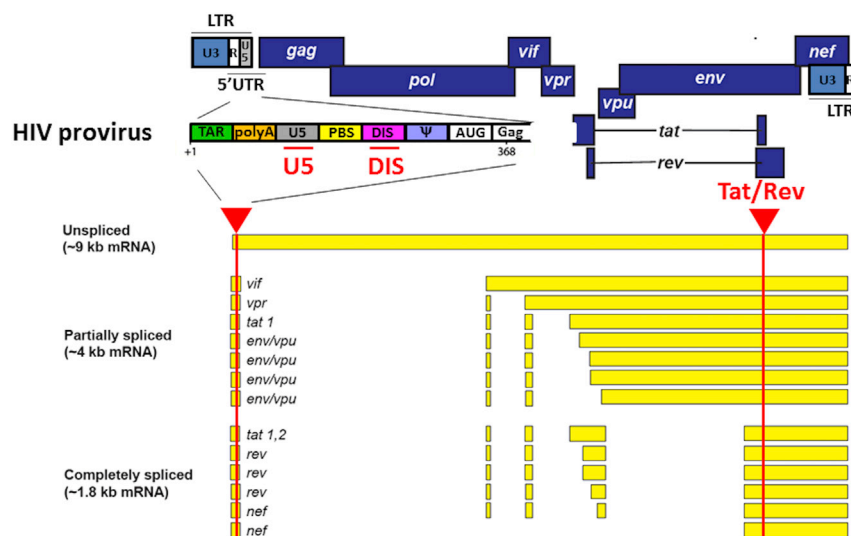 LTR
U3 R U5 gag vif nef
pol vpr env U3 R
5'UTR vpu LTR
HIV provirus TAR polyA U5 PBS DIS Ψ AUG Gag tat
+1 U5 DIS 368 rev
Tat/Rev
Unspliced
(~9 kb mRNA)
vif
vpr
tat 1
Partially spliced
(~4 kb mRNA)
env/vpu
env/vpu
env/vpu
env/vpu
tat 1,2
rev
Completely spliced
(~1.8 kb mRNA)
rev
rev
nef
nef